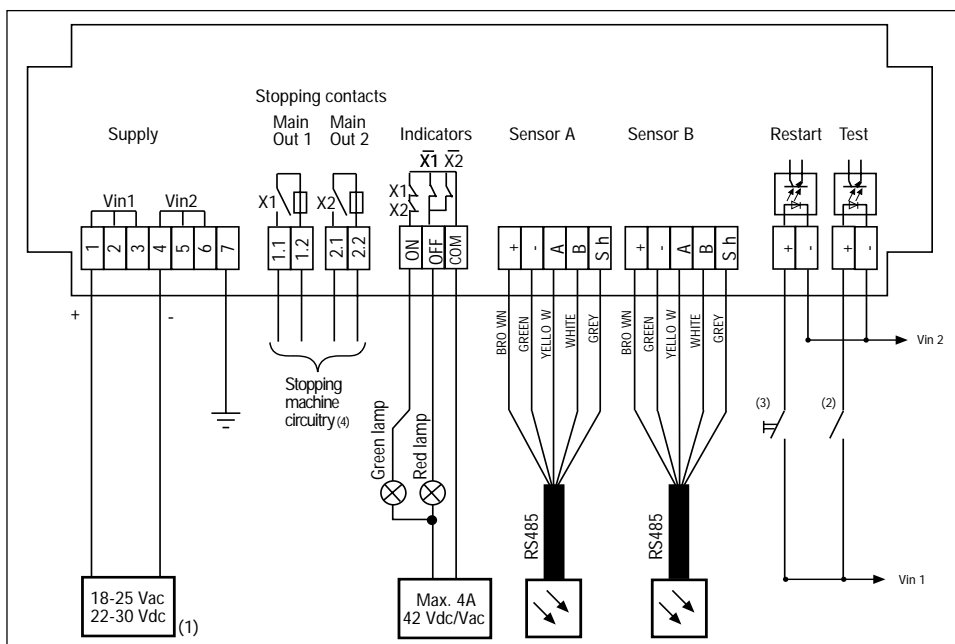 Stopping contacts
Supply
Main Out 1
Main Out 2
Indicators
Sensor A
Sensor B
Restart
Test
X1 X2
Vin1
Vin2
X1
X2
X1
X2
1 2 3 4 5 6 7
1.1 1.2
2.1 2.2
ON OFF COM
+ - A B Sh
+ - A B Sh
+ -
+ -
+
-
BRO WN
GREEN
YELLO W
WHITE
GREY
BRO WN
GREEN
YELLO W
WHITE
GREY
Vin 2
Stopping
machine
circuitry (4)
(3)
(2)
Green lamp
Red lamp
RS485
RS485
Vin 1
18-25 Vac
22-30 Vdc
(1)
Max. 4A
42 Vdc/Vac